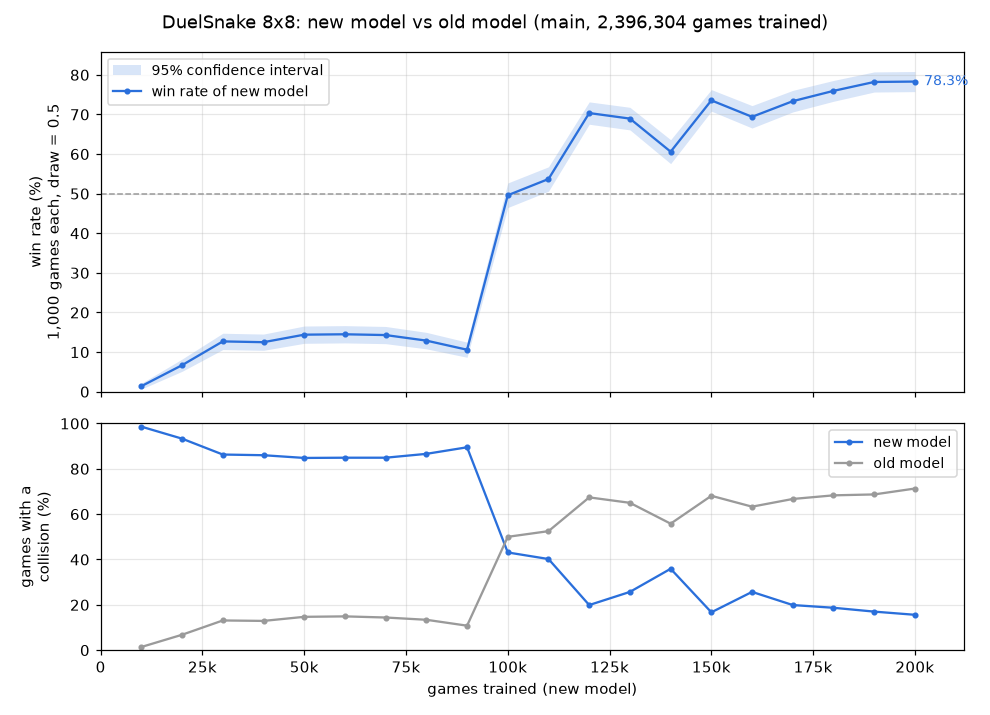 DuelSnake 8x8: new model vs old model (main, 2,396,304 games trained)
95% confidence interval
win rate of new model
78.3%
win rate (%)
1,000 games each, draw = 0.5
80
70
60
50
40
30
20
10
0
new model
old model
games with a
collision (%)
100
80
60
40
20
0
0 25k 50k 75k 100k 125k 150k 175k 200k
games trained (new model)